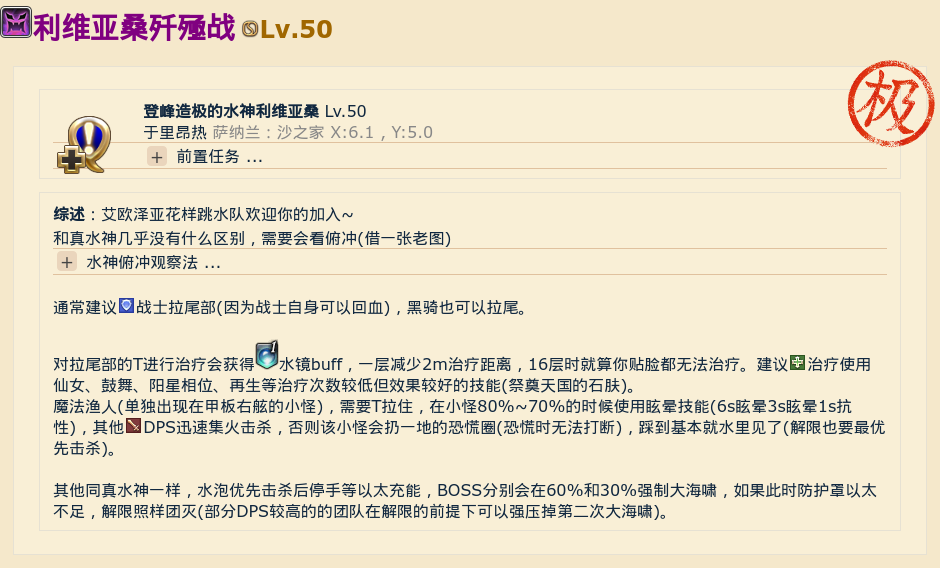 利维亚桑歼殛战 Lv.50
极
登峰造极的水神利维亚桑 Lv.50
于里昂热 萨纳兰：沙之家 X:6.1 , Y:5.0
+ 前置任务 ...
综述：艾欧泽亚花样跳水队欢迎你的加入~
和真水神几乎没有什么区别，需要会看俯冲(借一张老图)
+ 水神俯冲观察法 ...
通常建议战士拉尾部(因为战士自身可以回血)，黑骑也可以拉尾。
对拉尾部的T进行治疗会获得水镜buff，一层减少2m治疗距离，16层时就算你贴脸都无法治疗。建议治疗使用
仙女、鼓舞、阳星相位、再生等治疗次数较低但效果较好的技能(祭奠天国的石肤)。
魔法渔人(单独出现在甲板右舷的小怪)，需要T拉住，在小怪80%~70%的时候使用眩晕技能(6s眩晕3s眩晕1s抗
性)，其他DPS迅速集火击杀，否则该小怪会扔一地的恐慌圈(恐慌时无法打断)，踩到基本就水里见了(解限也要最优
先击杀)。
其他同真水神一样，水泡优先击杀后停手等以太充能，BOSS分别会在60%和30%强制大海啸，如果此时防护罩以太
不足，解限照样团灭(部分DPS较高的的团队在解限的前提下可以强压掉第二次大海啸)。